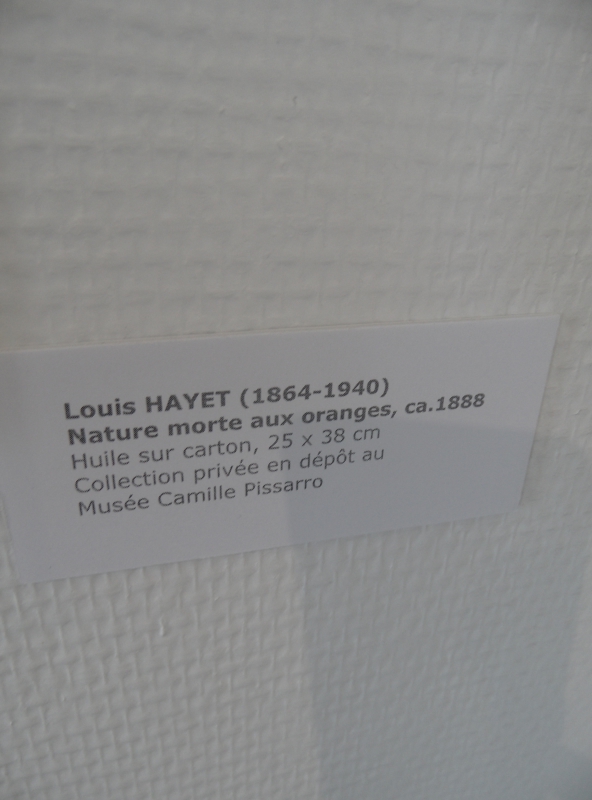 Louis HAYET (1864-1940)
Nature morte aux oranges, ca.1888
Huile sur carton, 25 x 38 cm
Collection privée en dépôt au
Musée Camille Pissarro